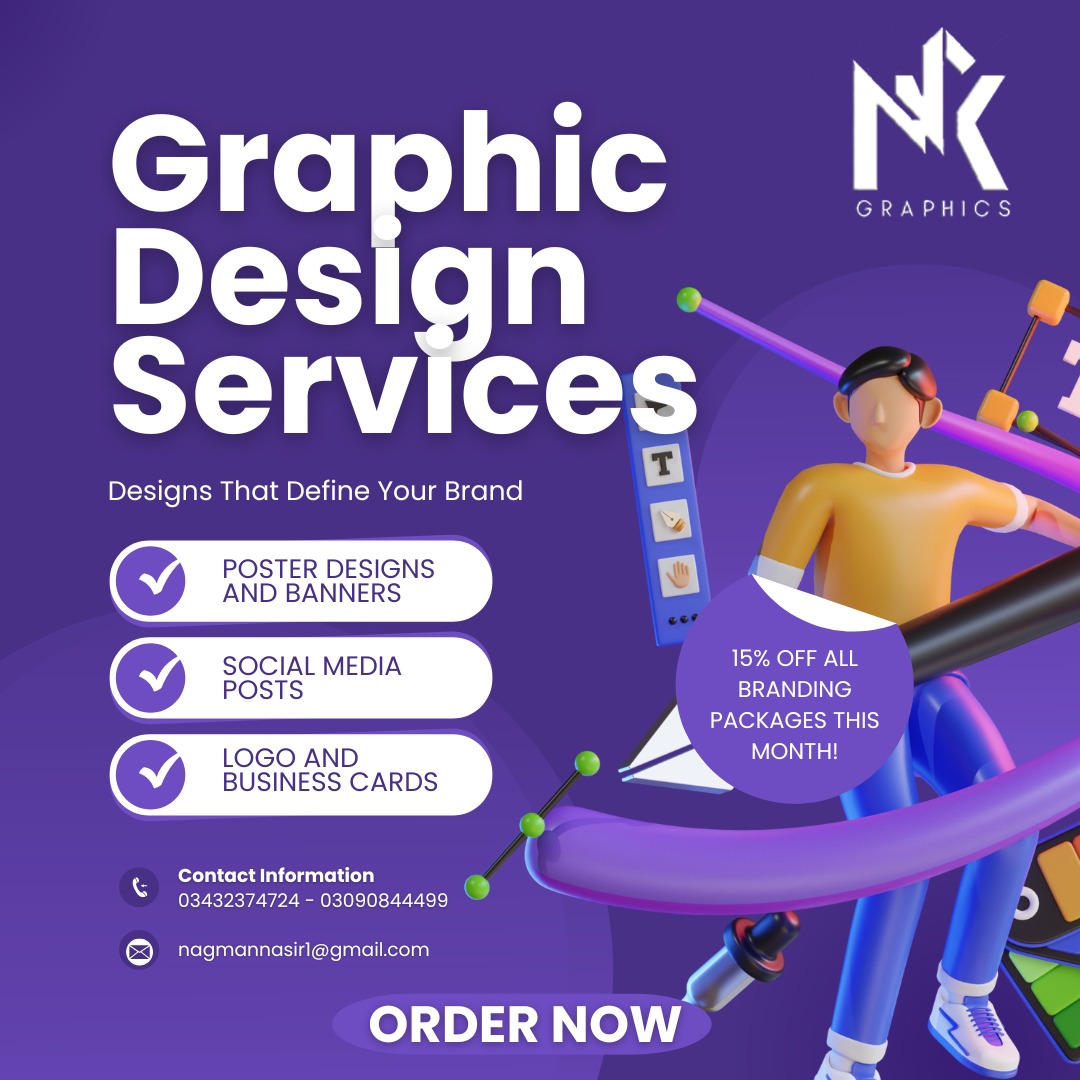 NK
GRAPHICS
Graphic
Design
Services
Designs That Define Your Brand
POSTER DESIGNS
AND BANNERS
SOCIAL MEDIA
POSTS
LOGO AND
BUSINESS CARDS
T
15% OFF ALL
BRANDING
PACKAGES THIS
MONTH!
Contact Information
03432374724 - 03090844499
nagmannasir1@gmail.com
ORDER NOW